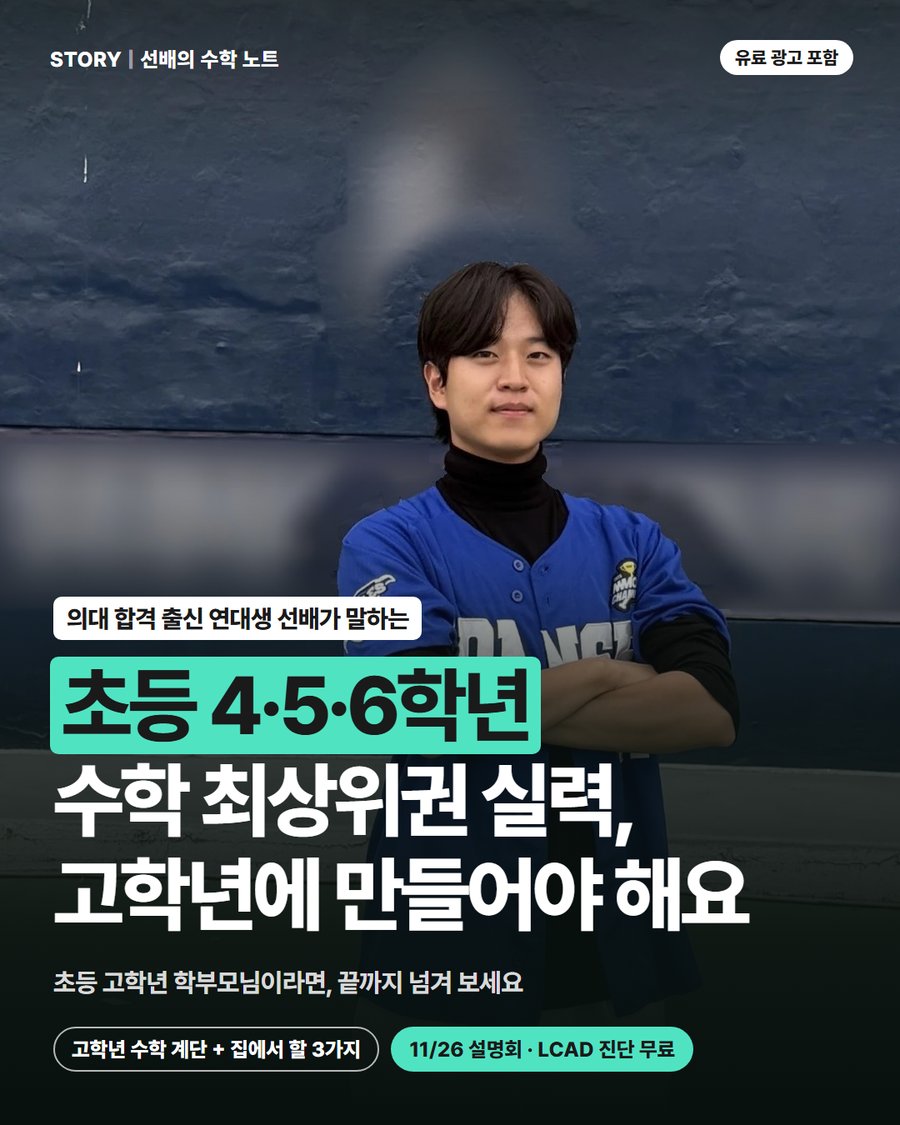 STORY | 선배의 수학 노트
유료 광고 포함
의대 합격 출신 연대생 선배가 말하는
초등 4·5·6학년
수학 최상위권 실력,
고학년에 만들어야 해요
초등 고학년 학부모님이라면, 끝까지 넘겨 보세요
고학년 수학 계단 + 집에서 할 3가지
11/26 설명회 · LCAD 진단 무료